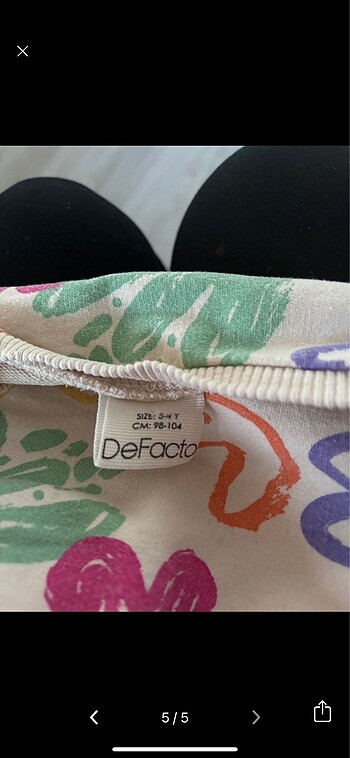 SIZE: 3-4 Y
CM: 98-104
DeFacto
5/5